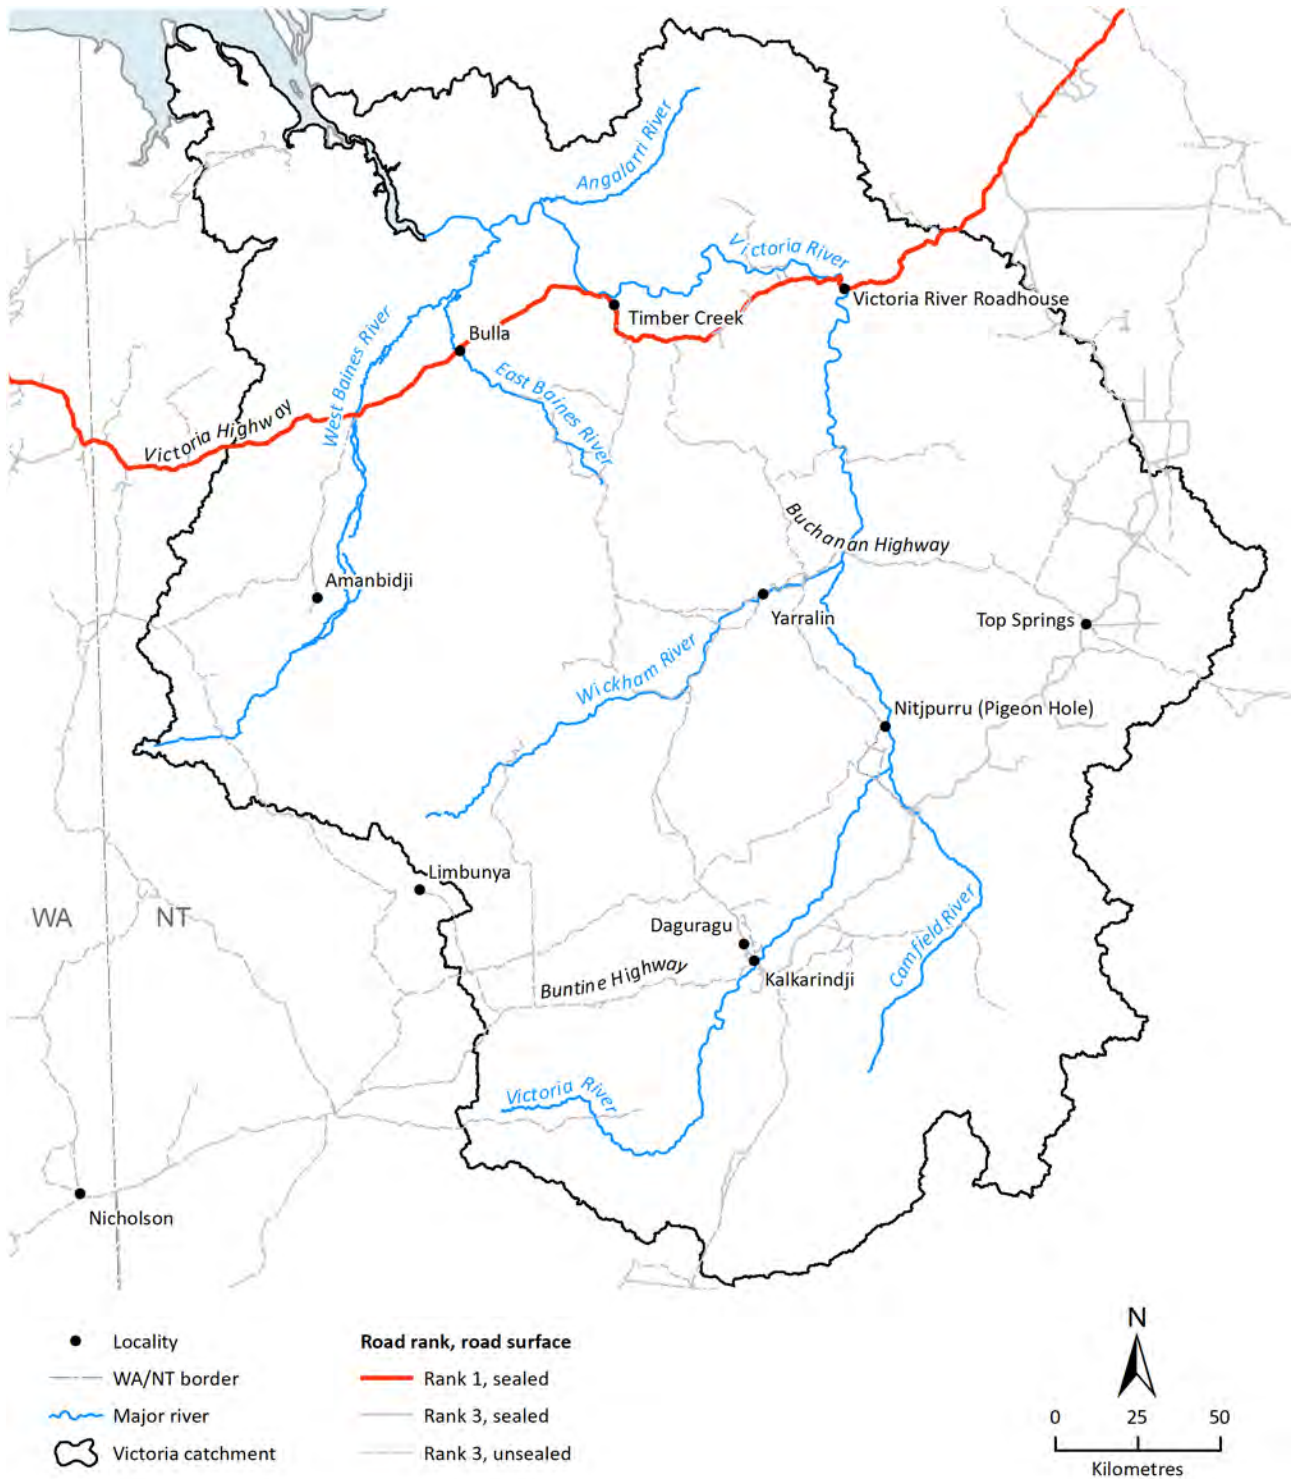 Angalarri River
Victoria River
Victoria River Roadhouse
Timber Creek
Bulla
West Baines River
East Baines River
Victoria Highway
Buchanan Highway
Amanbidji
Yarralin
Top Springs
Wickham River
Nitjpurru (Pigeon Hole)
Limbunya
WA
NT
Daguragu
Camfield River
Buntine Highway
Kalkarindji
Victoria River
Nicholson
Locality
WA/NT border
Major river
Victoria catchment
Road rank, road surface
Rank 1, sealed
Rank 3, sealed
Rank 3, unsealed
N
0 25 50
Kilometres